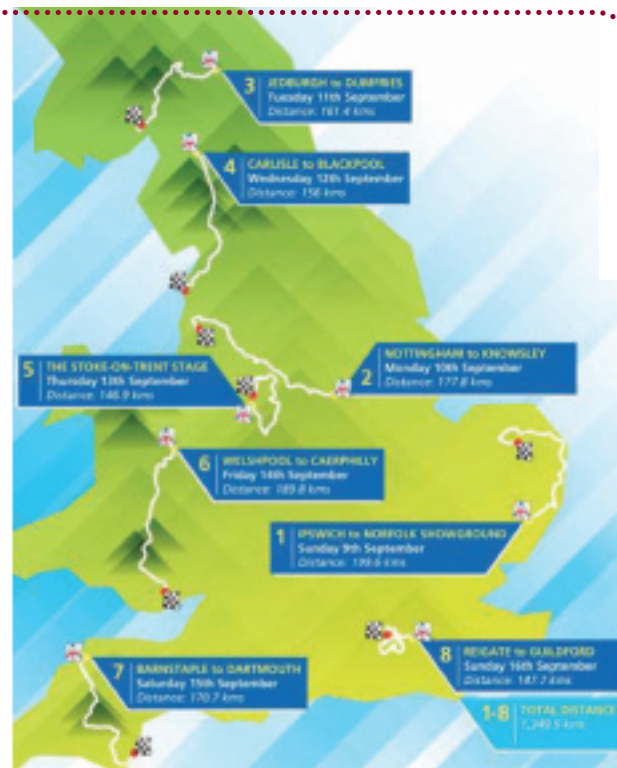 3 JEDBURGH to DUMFRIES
Tuesday 11th September
Distance: 161.4 kms
4 CARLISLE to BLACKPOOL
Wednesday 12th September
Distance: 156 kms
NOTTINGHAM to KNOWSLEY
2 Monday 10th September
Distance: 177.8 kms
5 THE STOKE-ON-TRENT STAGE
Thursday 13th September
Distance: 146.9 kms
6 WELSHPOOL to CAERPHILLY
Friday 14th September
Distance: 189.8 kms
1 IPSWICH to NORFOLK SHOWGROUND
Sunday 9th September
Distance: 199.6 kms
8 REIGATE to GUILDFORD
Sunday 16th September
Distance: 147.7 kms
7 BARNSTAPLE to DARTMOUTH
Saturday 15th September
Distance: 170.7 kms
1-8 TOTAL DISTANCE
1,349.9 kms